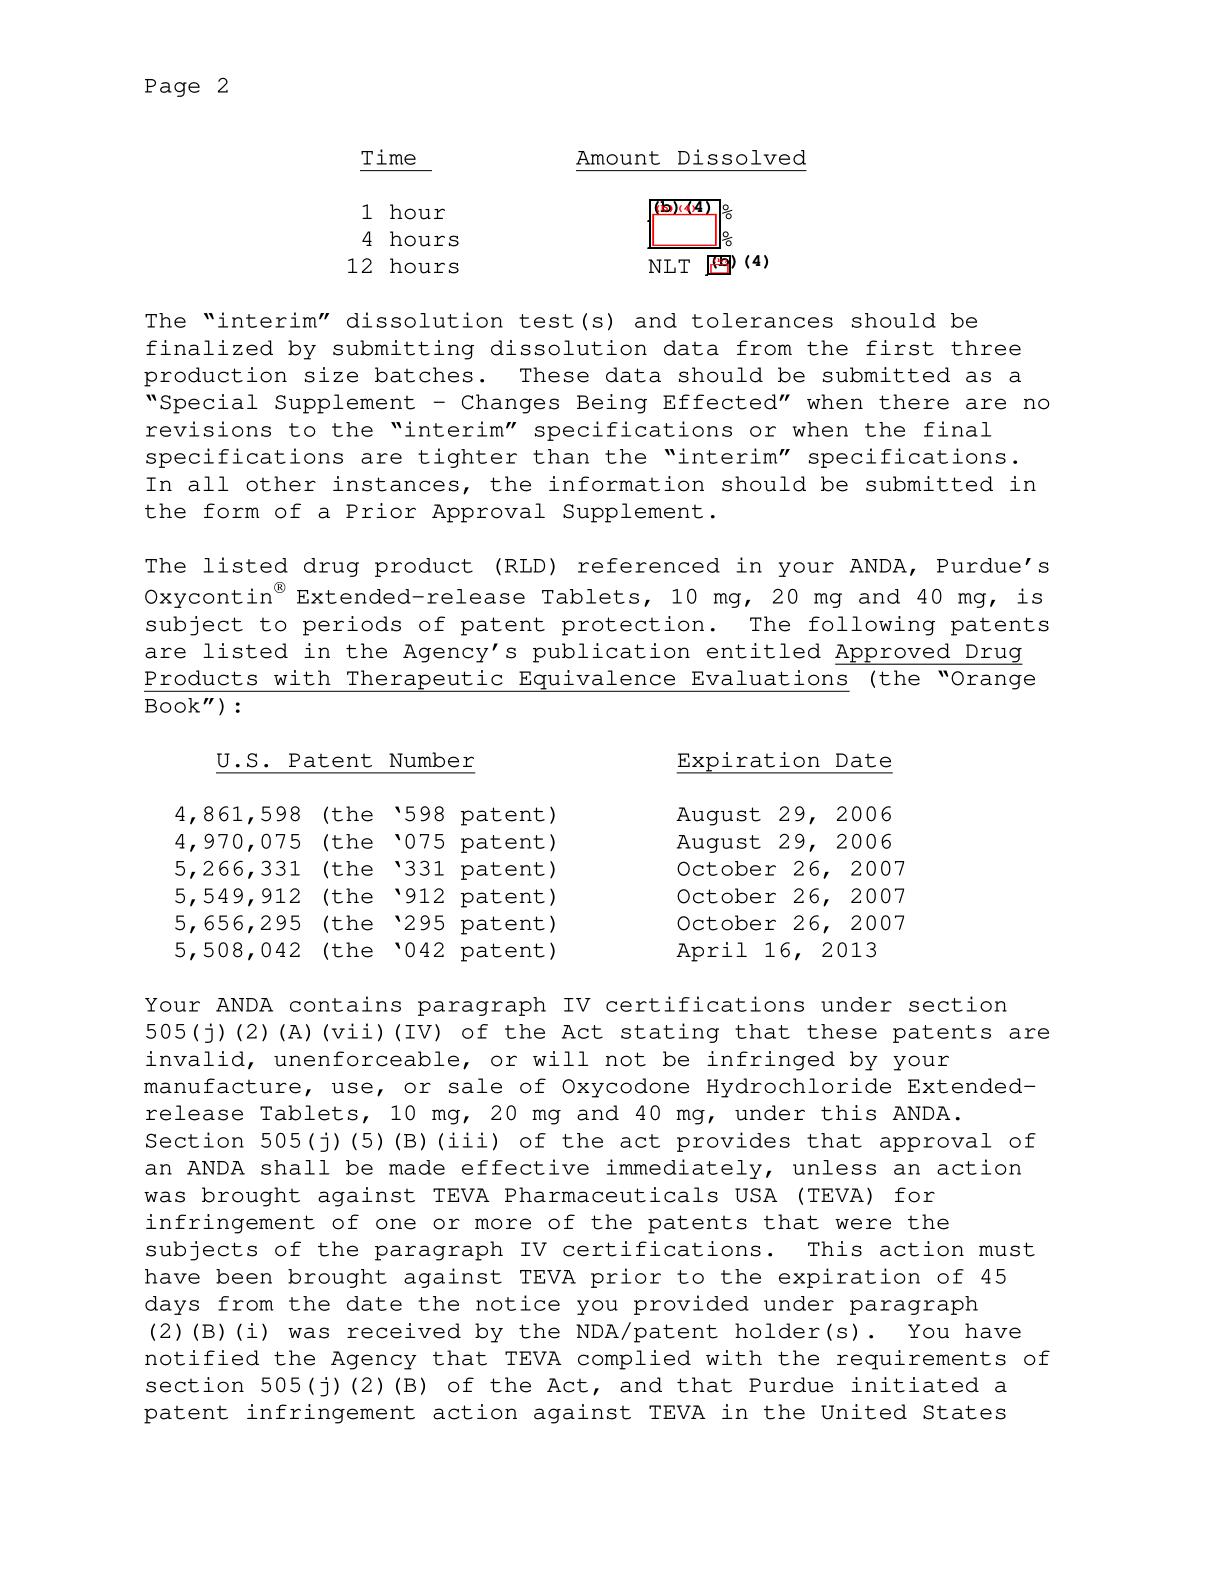 Page 2
Time Amount Dissolved
1 hour (b) (4) %
4 hours %
12 hours NLT (b) (4)
The “interim” dissolution test(s) and tolerances should be
finalized by submitting dissolution data from the first three
production size batches. These data should be submitted as a
“Special Supplement – Changes Being Effected” when there are no
revisions to the “interim” specifications or when the final
specifications are tighter than the “interim” specifications.
In all other instances, the information should be submitted in
the form of a Prior Approval Supplement.
The listed drug product (RLD) referenced in your ANDA, Purdue’s
Oxycontin® Extended-release Tablets, 10 mg, 20 mg and 40 mg, is
subject to periods of patent protection. The following patents
are listed in the Agency’s publication entitled Approved Drug
Products with Therapeutic Equivalence Evaluations (the “Orange
Book”):
U.S. Patent Number Expiration Date
4,861,598 (the ‘598 patent) August 29, 2006
4,970,075 (the ‘075 patent) August 29, 2006
5,266,331 (the ‘331 patent) October 26, 2007
5,549,912 (the ‘912 patent) October 26, 2007
5,656,295 (the ‘295 patent) October 26, 2007
5,508,042 (the ‘042 patent) April 16, 2013
Your ANDA contains paragraph IV certifications under section
505(j)(2)(A)(vii)(IV) of the Act stating that these patents are
invalid, unenforceable, or will not be infringed by your
manufacture, use, or sale of Oxycodone Hydrochloride Extended-
release Tablets, 10 mg, 20 mg and 40 mg, under this ANDA.
Section 505(j)(5)(B)(iii) of the act provides that approval of
an ANDA shall be made effective immediately, unless an action
was brought against TEVA Pharmaceuticals USA (TEVA) for
infringement of one or more of the patents that were the
subjects of the paragraph IV certifications. This action must
have been brought against TEVA prior to the expiration of 45
days from the date the notice you provided under paragraph
(2)(B)(i) was received by the NDA/patent holder(s). You have
notified the Agency that TEVA complied with the requirements of
section 505(j)(2)(B) of the Act, and that Purdue initiated a
patent infringement action against TEVA in the United States